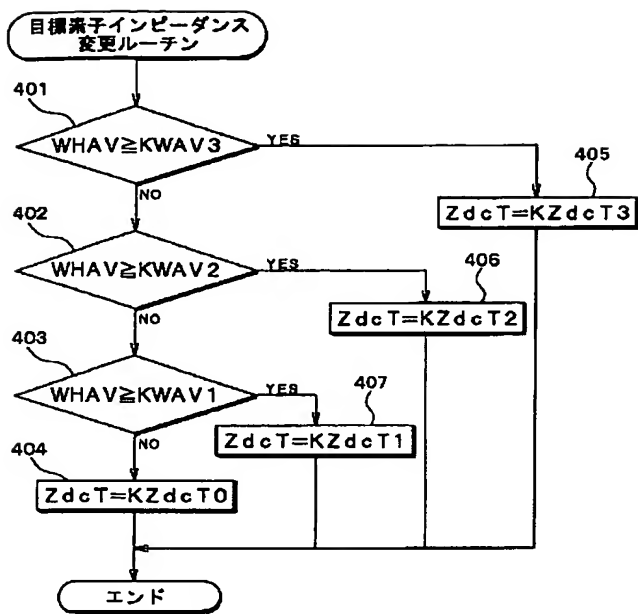 目標素子インピーダンス
変更ルーチン
401
WHAV≧KWAV3
YES
NO
405
ZdcT=KZdcT3
402
WHAV≧KWAV2
YES
NO
406
ZdcT=KZdcT2
403
WHAV≧KWAV1
YES
NO
407
ZdcT=KZdcT1
404
ZdcT=KZdcT0
エンド